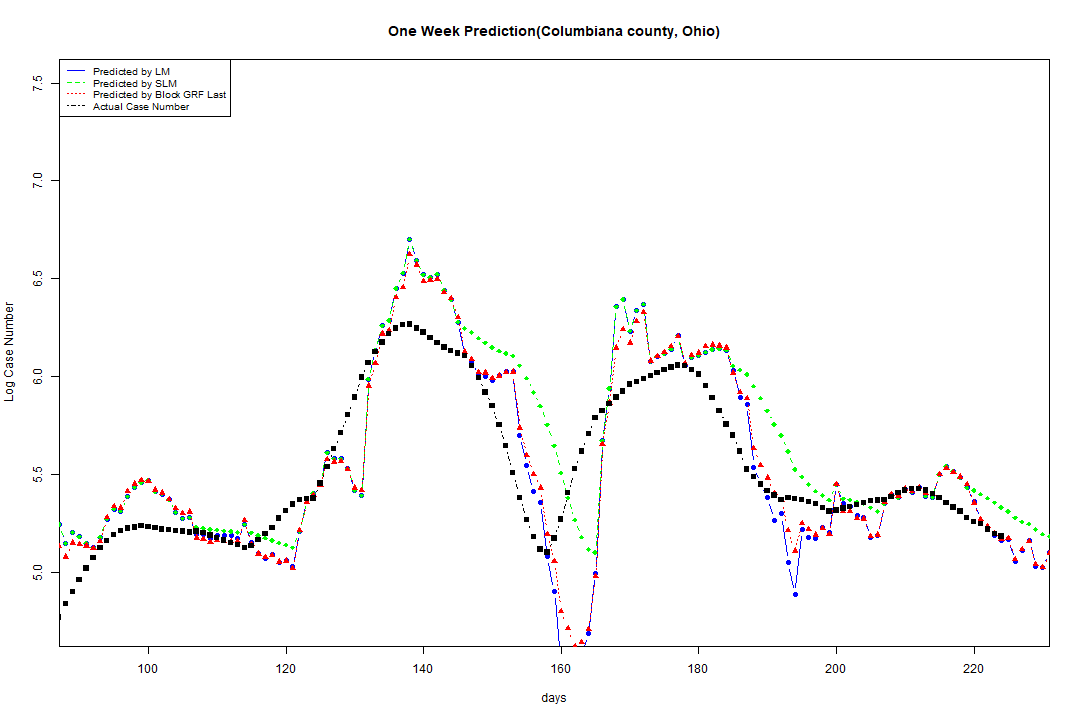 One Week Prediction(Columbiana county, Ohio)
Predicted by LM
Predicted by SLM
Predicted by Block GRF Last
Actual Case Number
Log Case Number
7.5
7.0
6.5
6.0
5.5
5.0
100 120 140 160 180 200 220
days